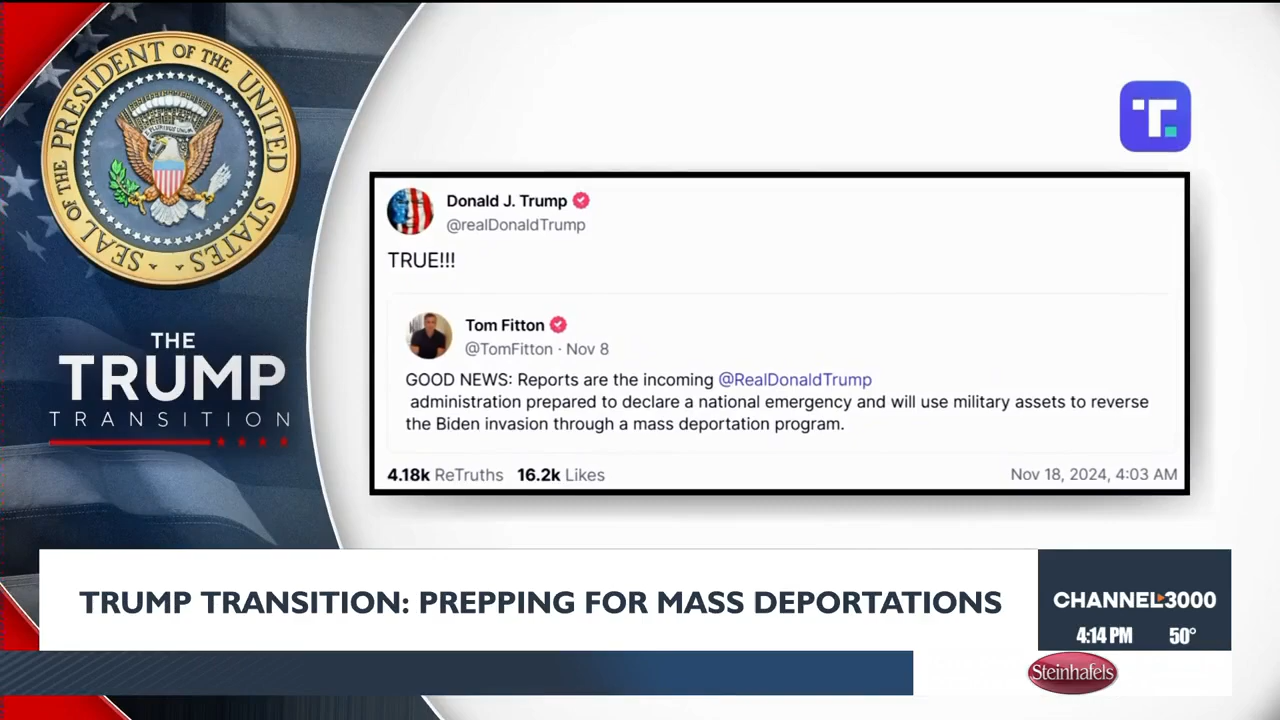 SEAL OF THE PRESIDENT OF THE UNITED STATES
THE
TRUMP
TRANSITION
T
Donald J. Trump
@realDonaldTrump
TRUE!!!
Tom Fitton
@TomFitton · Nov 8
GOOD NEWS: Reports are the incoming @RealDonaldTrump
administration prepared to declare a national emergency and will use military assets to reverse
the Biden invasion through a mass deportation program.
4.18k ReTruths 16.2k Likes
Nov 18, 2024, 4:03 AM
TRUMP TRANSITION: PREPPING FOR MASS DEPORTATIONS
CHANNEL3000
4:14 PM 50°
Steinhafels